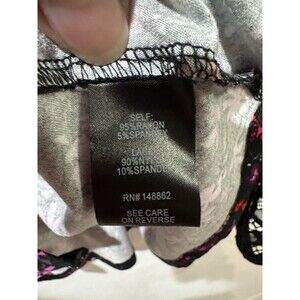 SELF:
95% RAYON
5% SPANDEX
LACE:
90% NYLON
10% SPANDEX
RN# 148862
SEE CARE
ON REVERSE